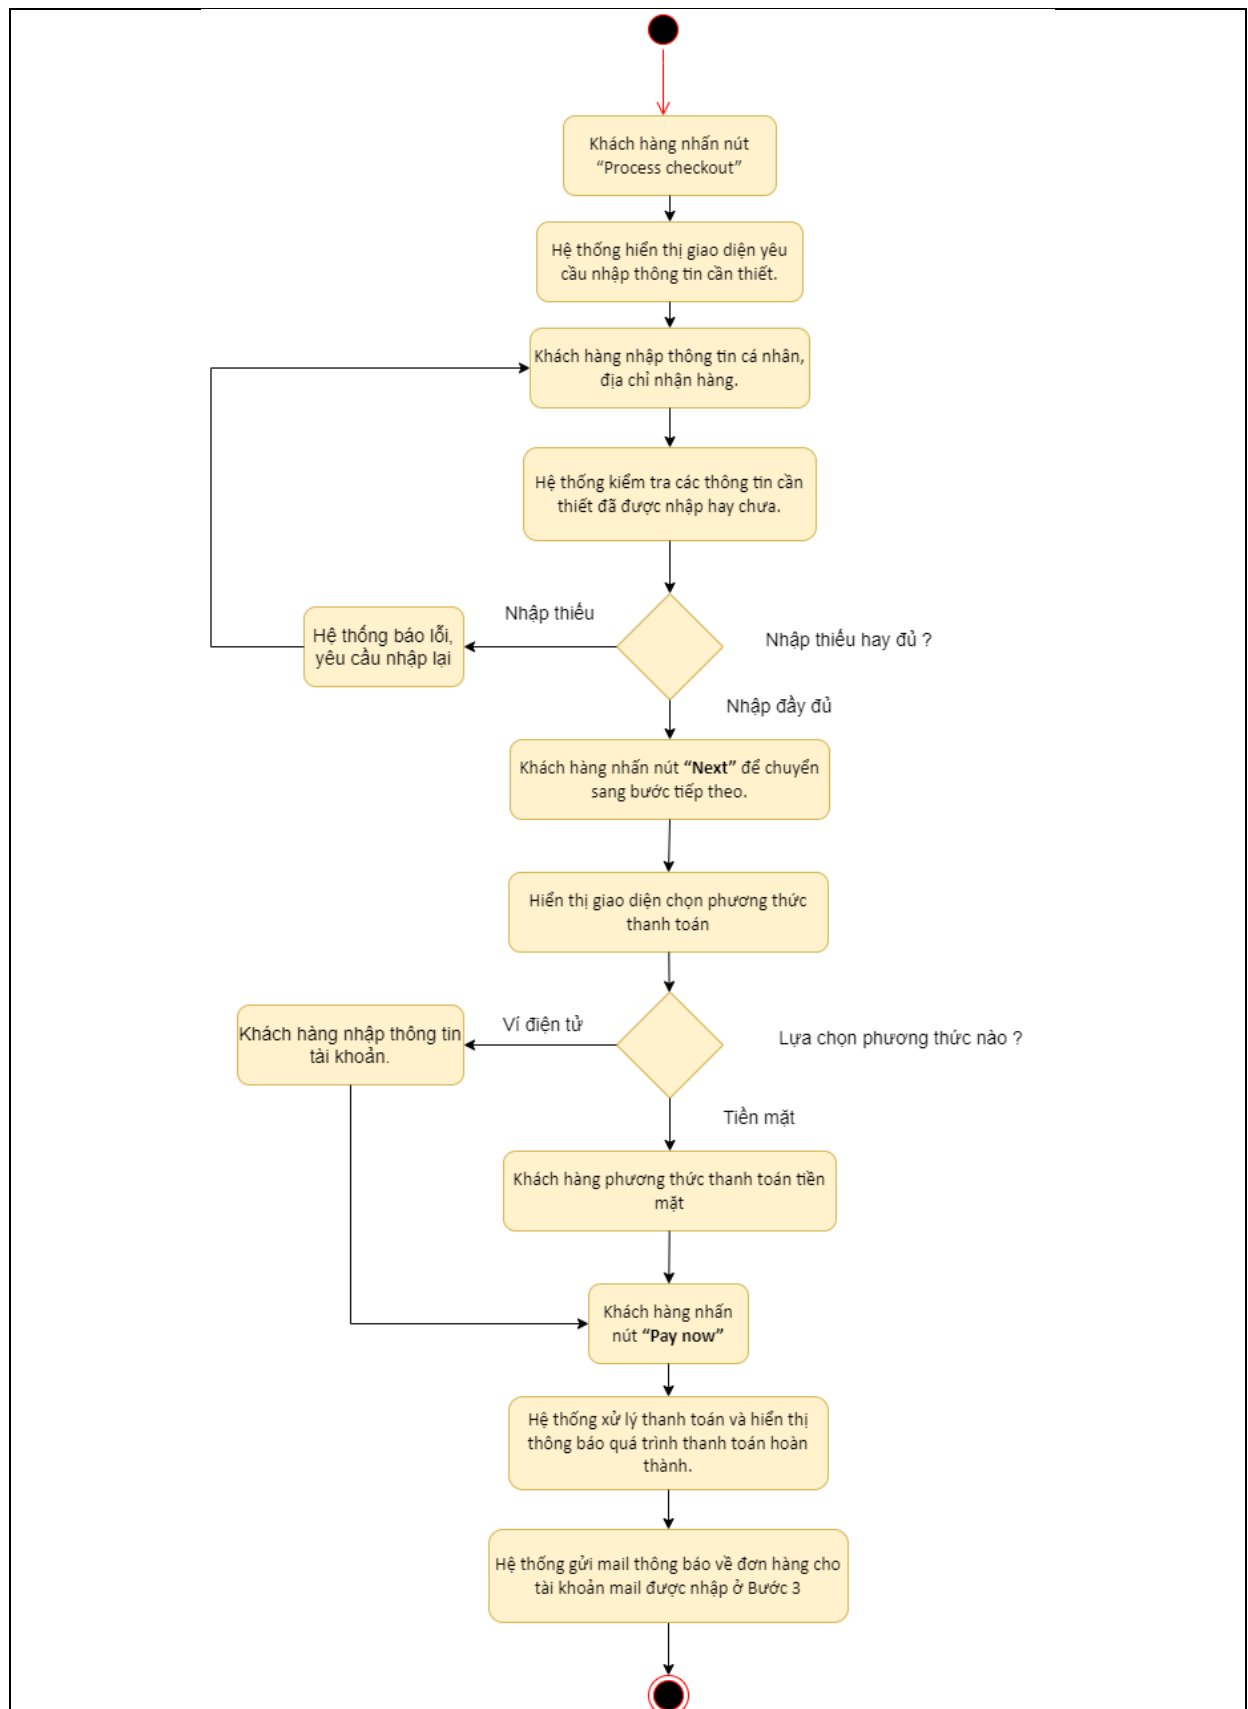 Khách hàng nhấn nút
“Process checkout”
Hệ thống hiển thị giao diện yêu
cầu nhập thông tin cần thiết.
Khách hàng nhập thông tin cá nhân,
địa chỉ nhận hàng.
Hệ thống kiểm tra các thông tin cần
thiết đã được nhập hay chưa.
Nhập thiếu
Nhập thiếu hay đủ ?
Hệ thống báo lỗi,
yêu cầu nhập lại
Nhập đầy đủ
Khách hàng nhấn nút “Next” để chuyển
sang bước tiếp theo.
Hiển thị giao diện chọn phương thức
thanh toán
Ví điện tử
Lựa chọn phương thức nào ?
Khách hàng nhập thông tin
tài khoản.
Tiền mặt
Khách hàng phương thức thanh toán tiền
mặt
Khách hàng nhấn
nút “Pay now”
Hệ thống xử lý thanh toán và hiển thị
thông báo quá trình thanh toán hoàn
thành.
Hệ thống gửi mail thông báo về đơn hàng cho
tài khoản mail được nhập ở Bước 3